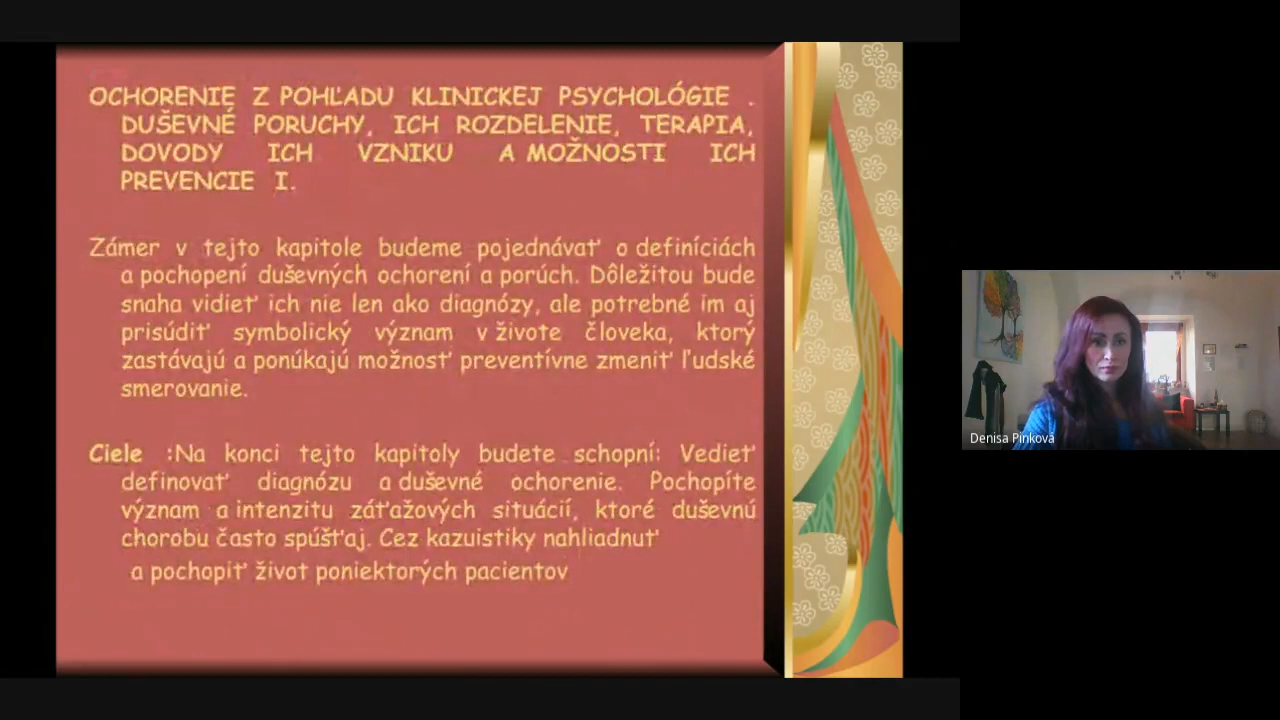 OCHORENIE Z POHĽADU KLINICKEJ PSYCHOLÓGIE .
DUŠEVNÉ PORUCHY, ICH ROZDELENIE, TERAPIA,
DOVODY ICH VZNIKU A MOŽNOSTI ICH
PREVENCIE I.
Zámer v tejto kapitole budeme pojednávať o definíciách
a pochopení duševných ochorení a porúch. Dôležitou bude
snaha vidieť ich nie len ako diagnózy, ale potrebné im aj
prisúdiť symbolický význam v živote človeka, ktorý
zastávajú a ponúkajú možnosť preventívne zmeniť ľudské
smerovanie.
Ciele :Na konci tejto kapitoly budete schopní: Vedieť
definovať diagnózu a duševné ochorenie. Pochopíte
význam a intenzitu záťažových situácií, ktoré duševnú
chorobu často spúšťaj. Cez kazuistiky nahliadnuť
a pochopiť život poniektorých pacientov
Denisa Pinková